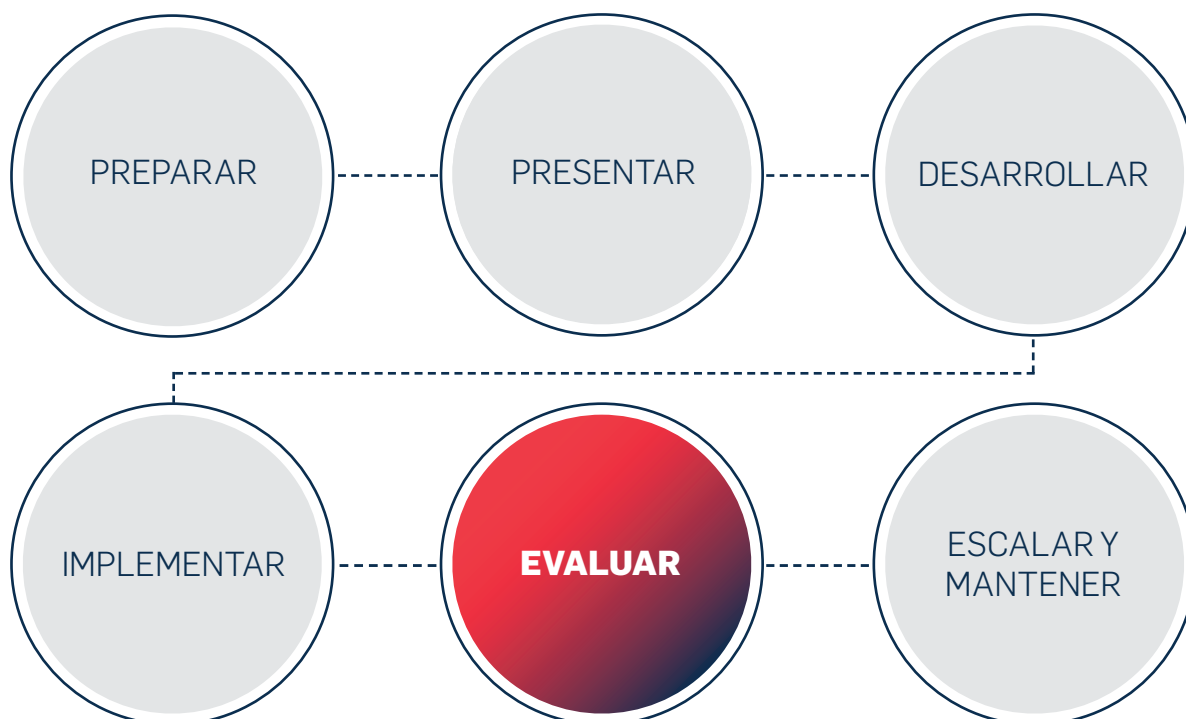 PREPARAR
PRESENTAR
DESARROLLAR
IMPLEMENTAR
EVALUAR
ESCALAR Y
MANTENER